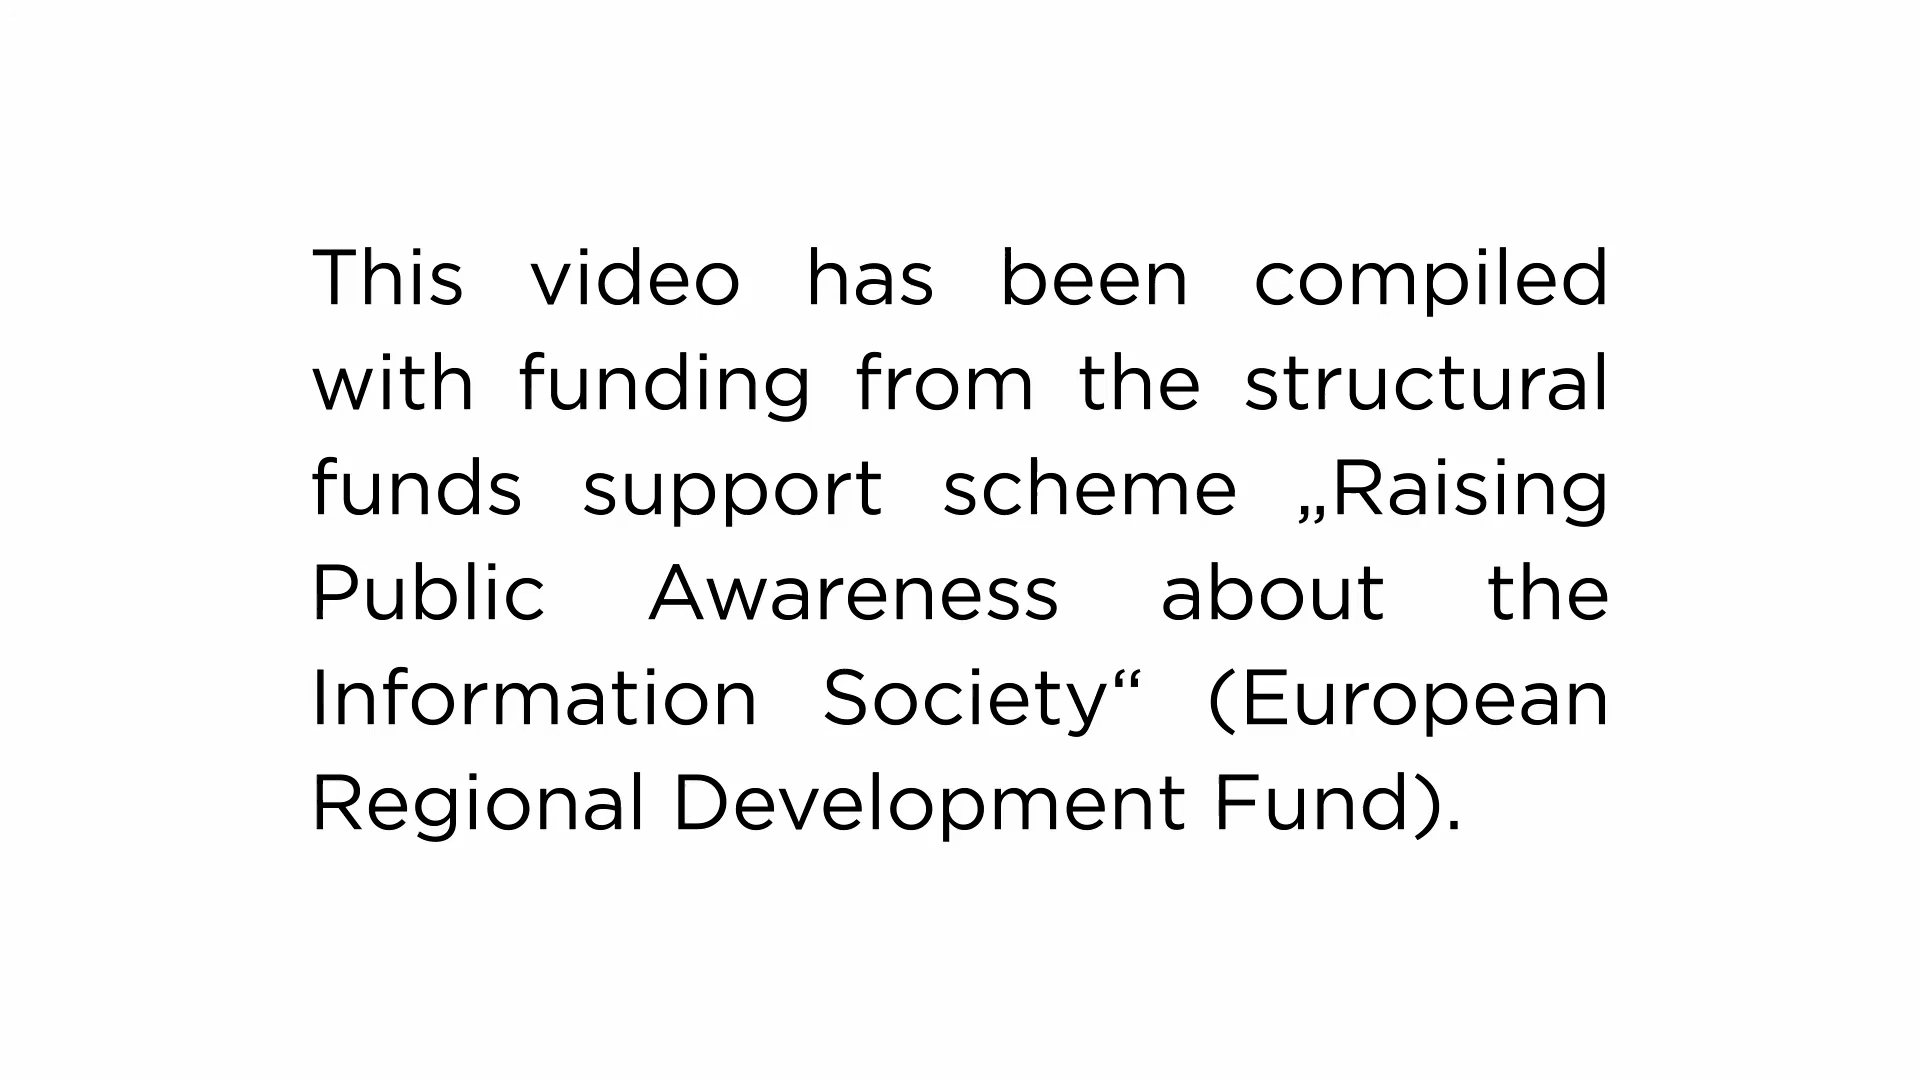 This video has been compiled
with funding from the structural
funds support scheme „Raising
Public Awareness about the
Information Society“ (European
Regional Development Fund).